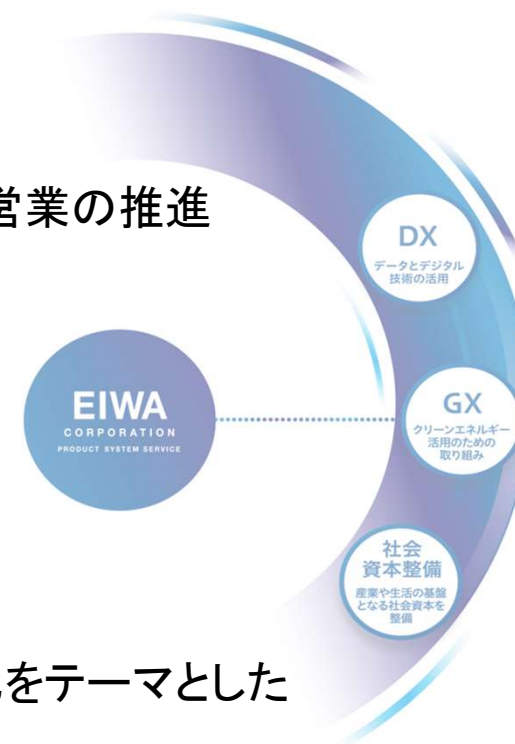 営業の推進
DX
データとデジタル
技術の活用
EIWA
CORPORATION
PRODUCT SYSTEM SERVICE
GX
クリーンエネルギー
活用のための
取り組み
社会
資本整備
産業や生活の基盤
となる社会資本を
整備
をテーマとした